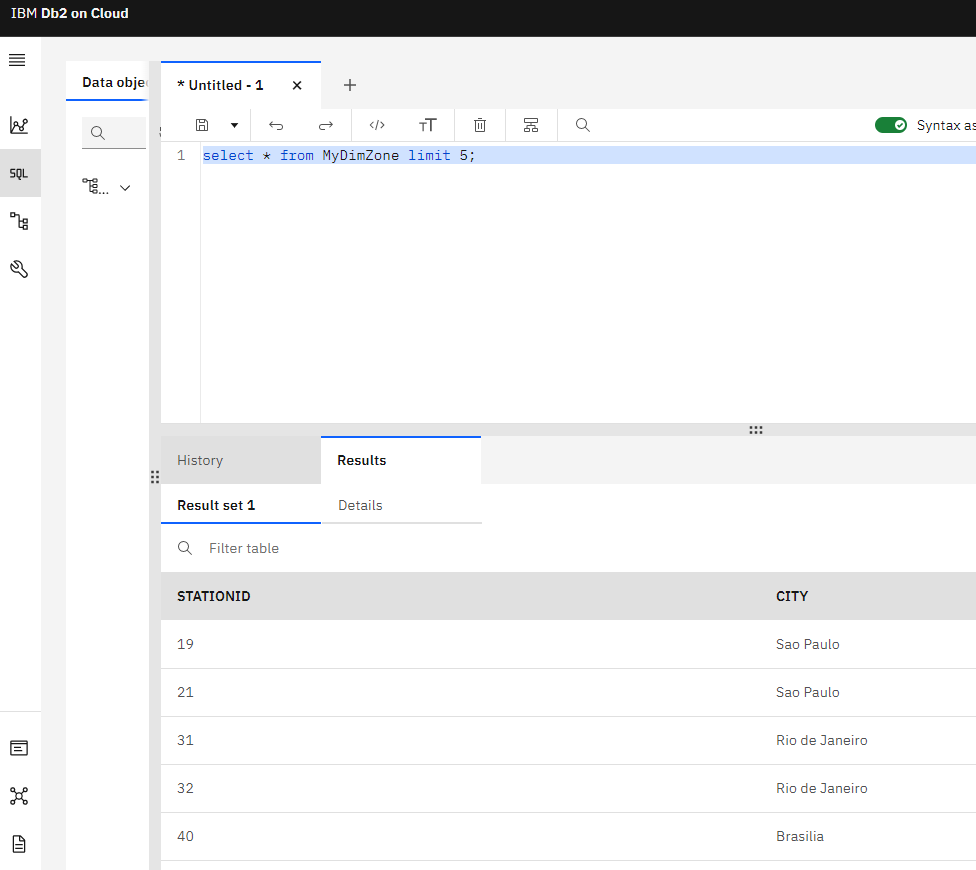 IBM Db2 on Cloud
Data obje
* Untitled - 1
SQL
Syntax as
1 select * from MyDimZone limit 5;
1
History Results
Result set 1 Details
Filter table
STATIONID CITY
19 Sao Paulo
21 Sao Paulo
31 Rio de Janeiro
32 Rio de Janeiro
40 Brasilia